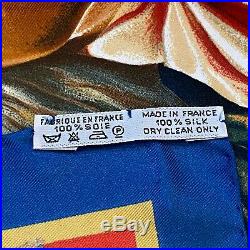 FABRIQUE EN FRANCE
100% SOIE
MADE IN FRANCE
100% SILK
DRY CLEAN ONLY